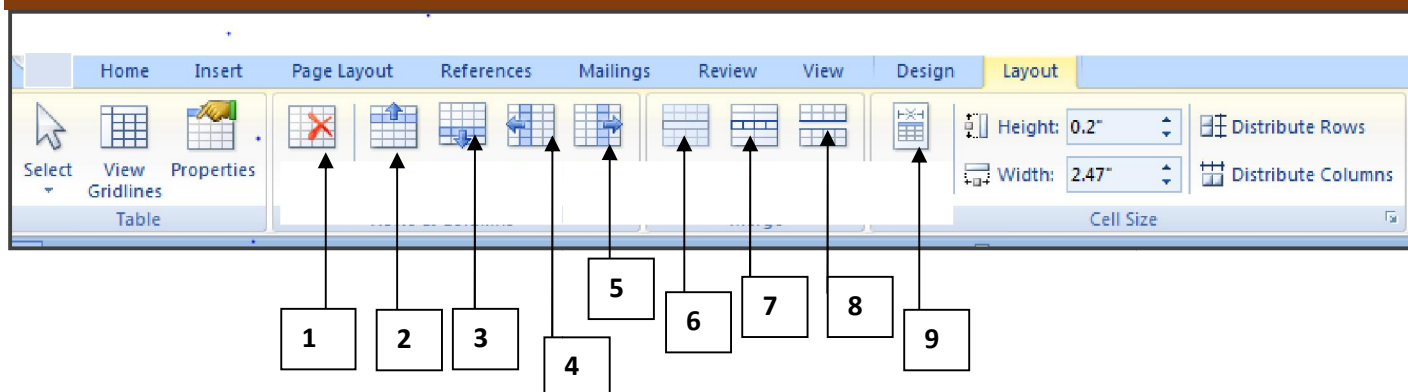 Home Insert Page Layout References Mailings Review View Design Layout
Height: 0.2" Distribute Rows
Select View Gridlines Properties
Width: 2.47" Distribute Columns
Table Cell Size
1 2 3 4 5 6 7 8 9